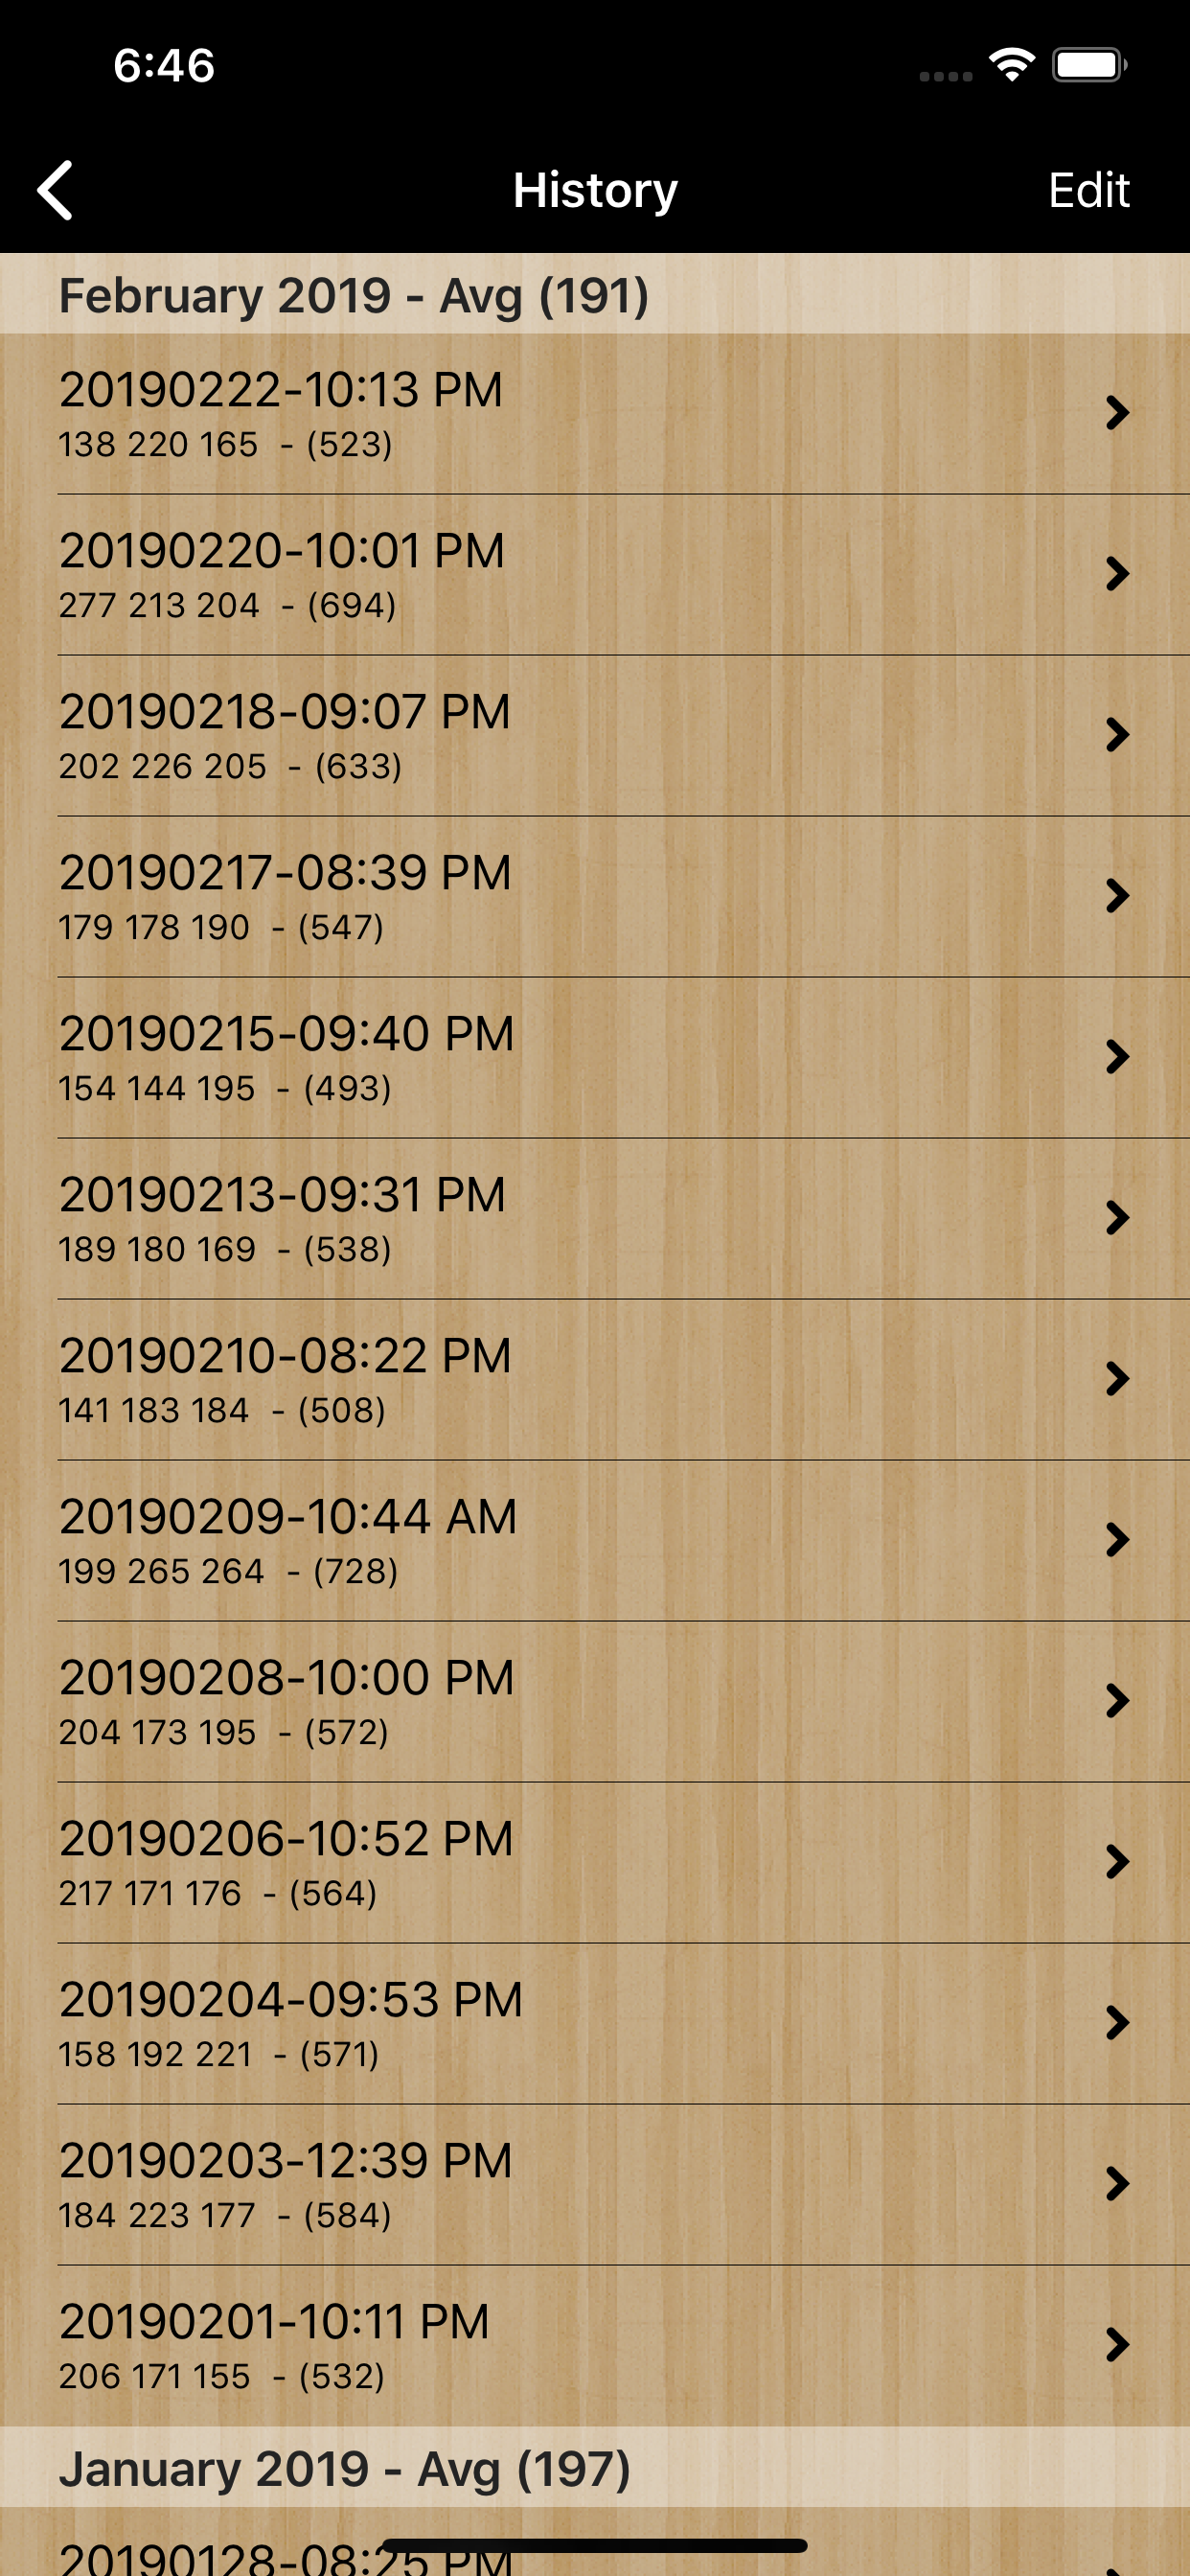 6:46
History
Edit
February 2019 - Avg (191)
20190222-10:13 PM
138 220 165 - (523)
20190220-10:01 PM
277 213 204 - (694)
20190218-09:07 PM
202 226 205 - (633)
20190217-08:39 PM
179 178 190 - (547)
20190215-09:40 PM
154 144 195 - (493)
20190213-09:31 PM
189 180 169 - (538)
20190210-08:22 PM
141 183 184 - (508)
20190209-10:44 AM
199 265 264 - (728)
20190208-10:00 PM
204 173 195 - (572)
20190206-10:52 PM
217 171 176 - (564)
20190204-09:53 PM
158 192 221 - (571)
20190203-12:39 PM
184 223 177 - (584)
20190201-10:11 PM
206 171 155 - (532)
January 2019 - Avg (197)
20190128-08:25 PM